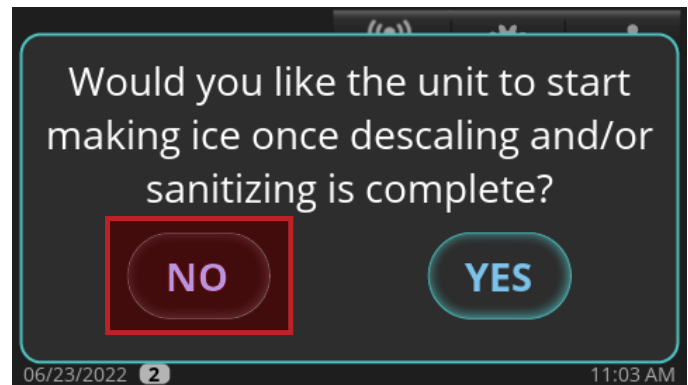 Would you like the unit to start
making ice once descaling and/or
sanitizing is complete?
NO YES
06/23/2022 2 11:03 AM